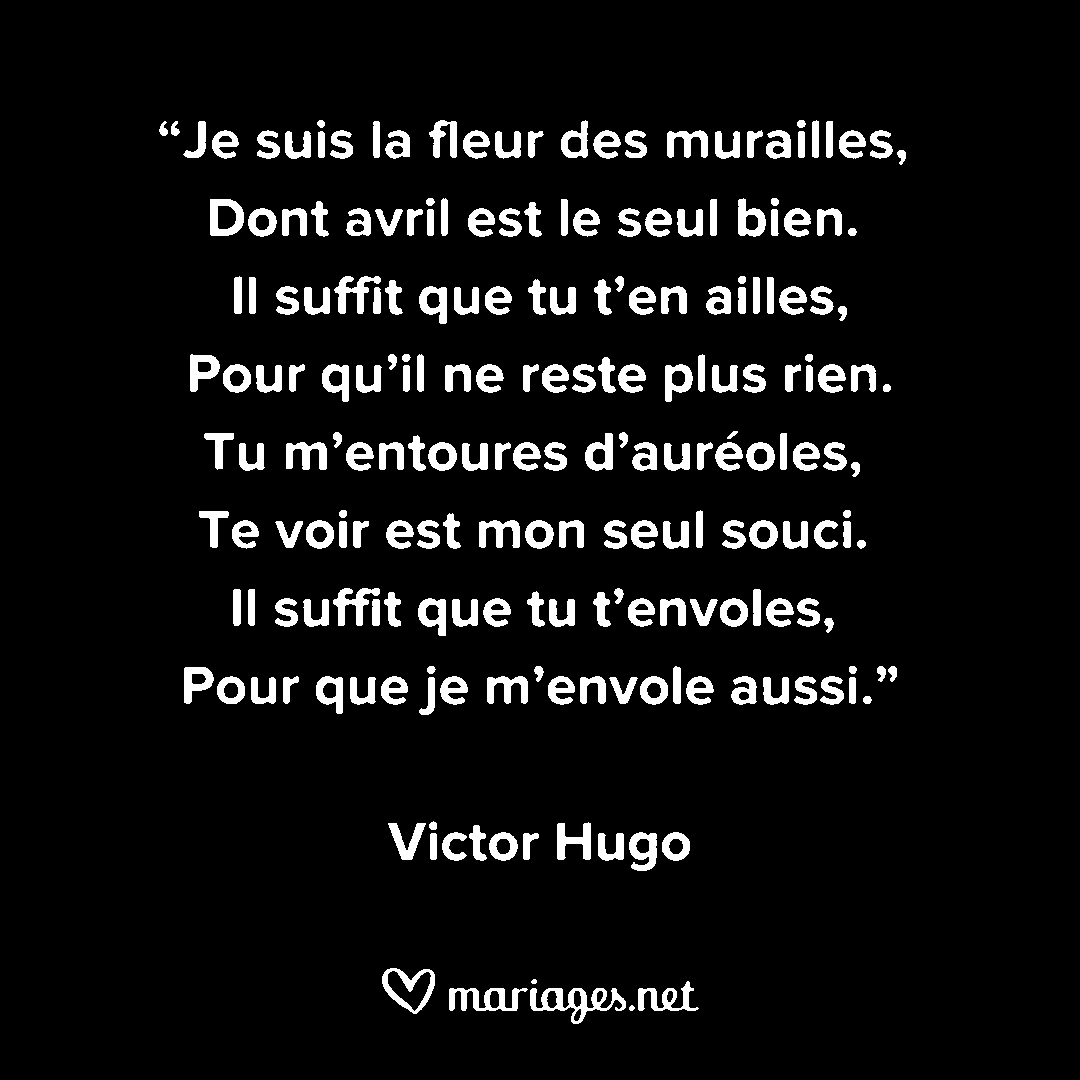 “Je suis la fleur des murailles,
Dont avril est le seul bien.
Il suffit que tu t’en ailles,
Pour qu’il ne reste plus rien.
Tu m’entoures d’auréoles,
Te voir est mon seul souci.
Il suffit que tu t’envoles,
Pour que je m’envole aussi.”
Victor Hugo
mariages.net